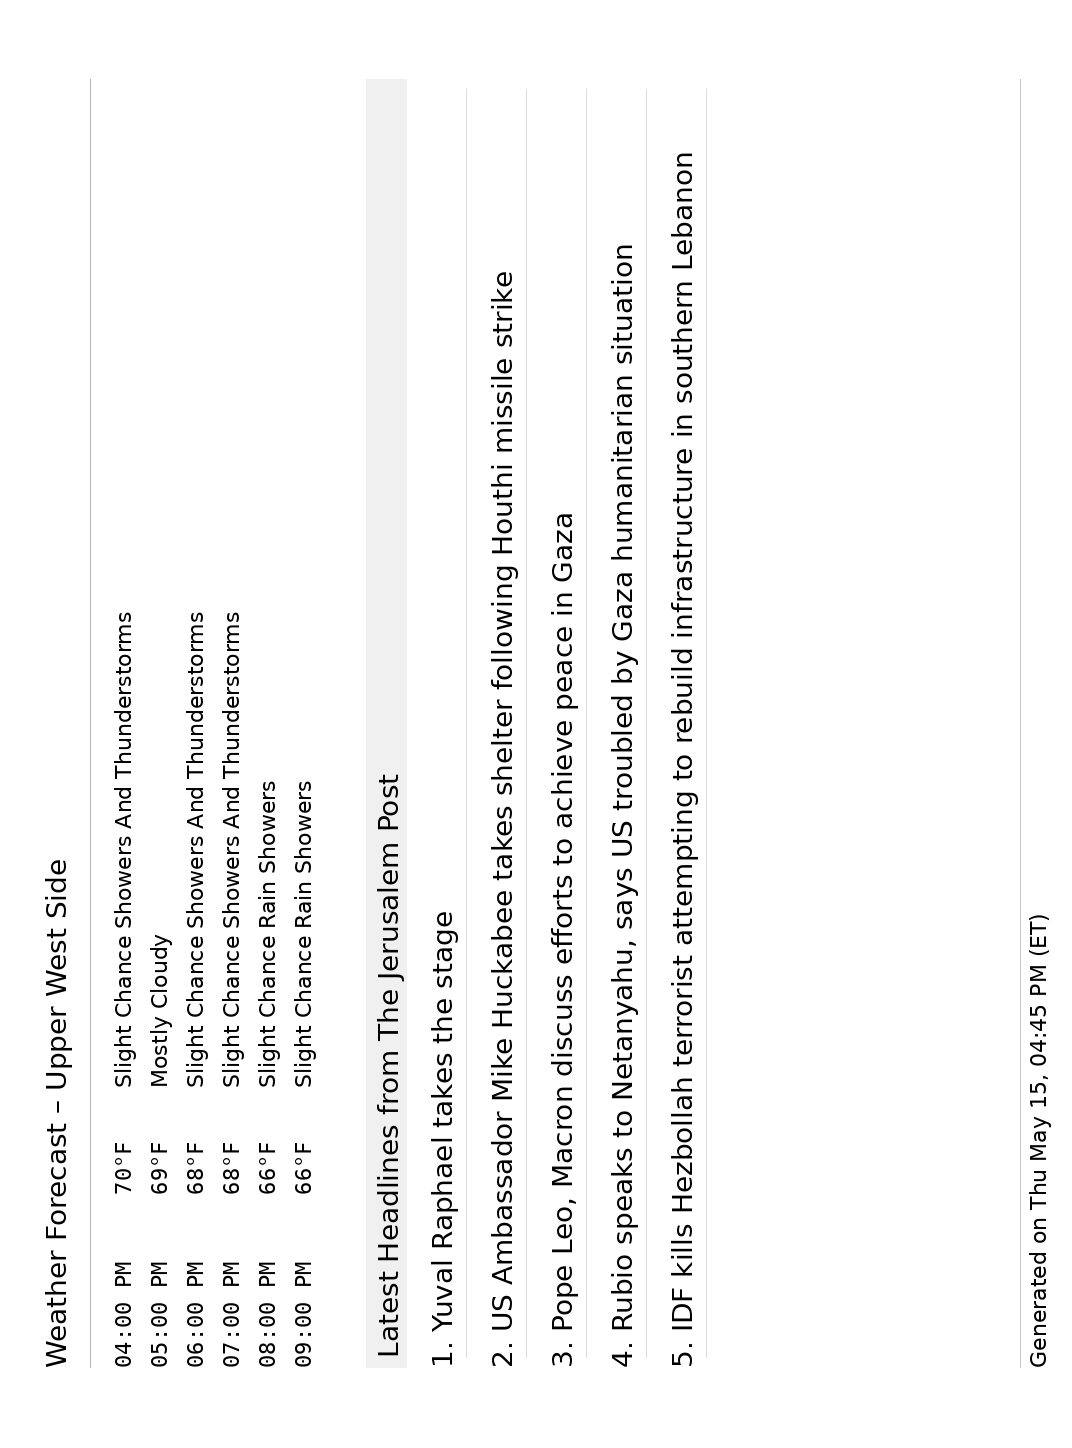 Weather Forecast – Upper West Side
04:00 PM 70°F Slight Chance Showers And Thunderstorms
05:00 PM 69°F Mostly Cloudy
06:00 PM 68°F Slight Chance Showers And Thunderstorms
07:00 PM 68°F Slight Chance Showers And Thunderstorms
08:00 PM 66°F Slight Chance Rain Showers
09:00 PM 66°F Slight Chance Rain Showers
Latest Headlines from The Jerusalem Post
1. Yuval Raphael takes the stage
2. US Ambassador Mike Huckabee takes shelter following Houthi missile strike
3. Pope Leo, Macron discuss efforts to achieve peace in Gaza
4. Rubio speaks to Netanyahu, says US troubled by Gaza humanitarian situation
5. IDF kills Hezbollah terrorist attempting to rebuild infrastructure in southern Lebanon
Generated on Thu May 15, 04:45 PM (ET)